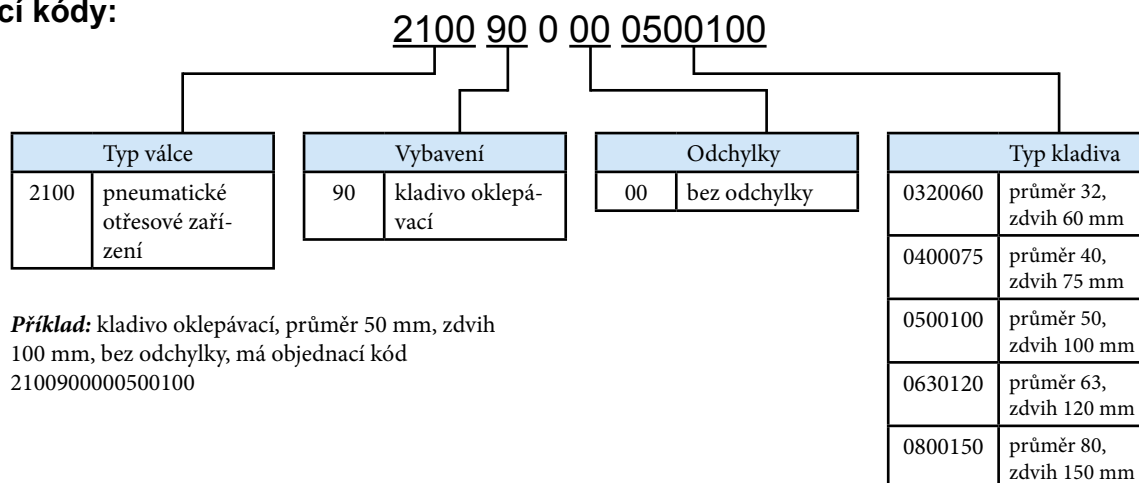 cí kódy:
2100 90 0 00 0500100
Typ válce
2100 pneumatické
otřesové zaří-
zení
Vybavení
90 kladivo oklepá-
vací
Odchylky
00 bez odchylky
Typ kladiva
0320060 průměr 32,
zdvih 60 mm
0400075 průměr 40,
zdvih 75 mm
0500100 průměr 50,
zdvih 100 mm
0630120 průměr 63,
zdvih 120 mm
0800150 průměr 80,
zdvih 150 mm
Příklad: kladivo oklepávací, průměr 50 mm, zdvih
100 mm, bez odchylky, má objednací kód
2100900000500100